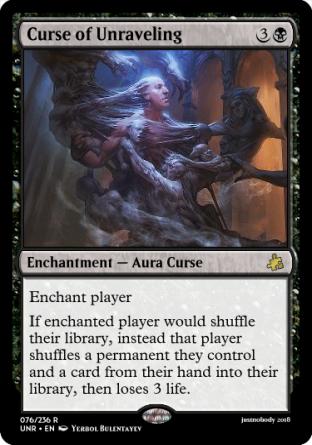 Curse of Unraveling 3
Enchantment — Aura Curse
Enchant player
If enchanted player would shuffle
their library, instead that player
shuffles a permanent they control
and a card from their hand into their
library, then loses 3 life.
076/236 R
UNR • EN Yerbol Bulentayev
justnobody 2018